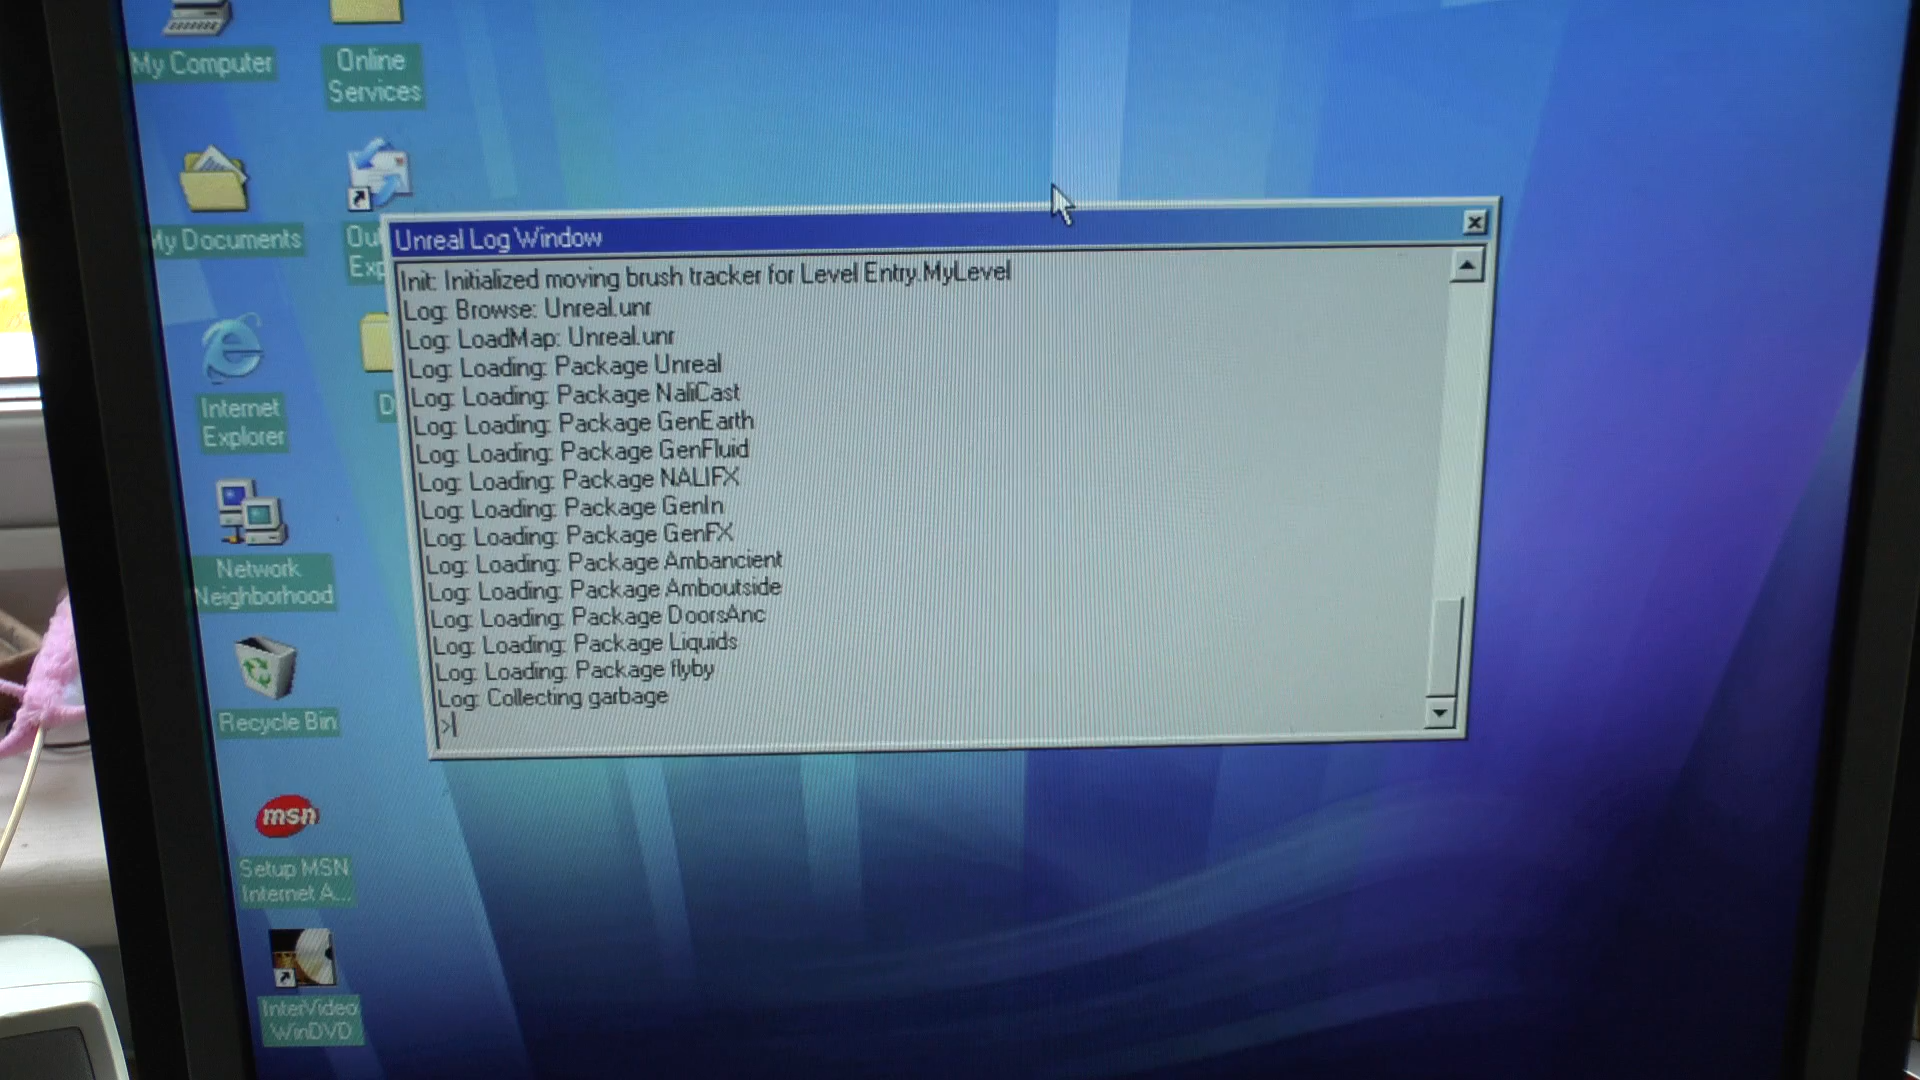 My Computer
Online
Services
My Documents
Unreal Log Window
Init: Initialized moving brush tracker for Level Entry.MyLevel
Log: Browse: Unreal.unr
Log: LoadMap: Unreal.unr
Log: Loading: Package Unreal
Log: Loading: Package NaliCast
Log: Loading: Package GenEarth
Log: Loading: Package GenFluid
Log: Loading: Package NALIFX
Log: Loading: Package GenIn
Log: Loading: Package GenFX
Log: Loading: Package Ambancient
Log: Loading: Package Amboutside
Log: Loading: Package DoorsAnc
Log: Loading: Package Liquids
Log: Loading: Package flyby
Log: Collecting garbage
>
Internet
Explorer
Network
Neighborhood
Recycle Bin
msn
Setup MSN
Internet A...
InterVideo
WinDVD